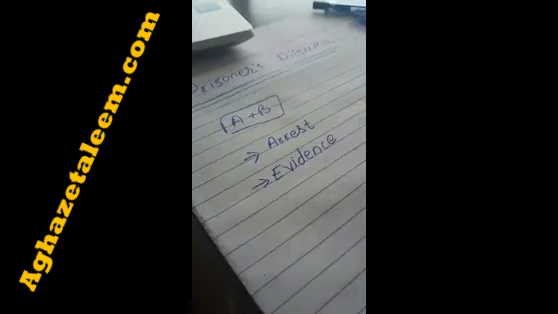 Aghazetaleem.com
Prisoner's Dilemma
A+B
→ Arrest
→ Evidence